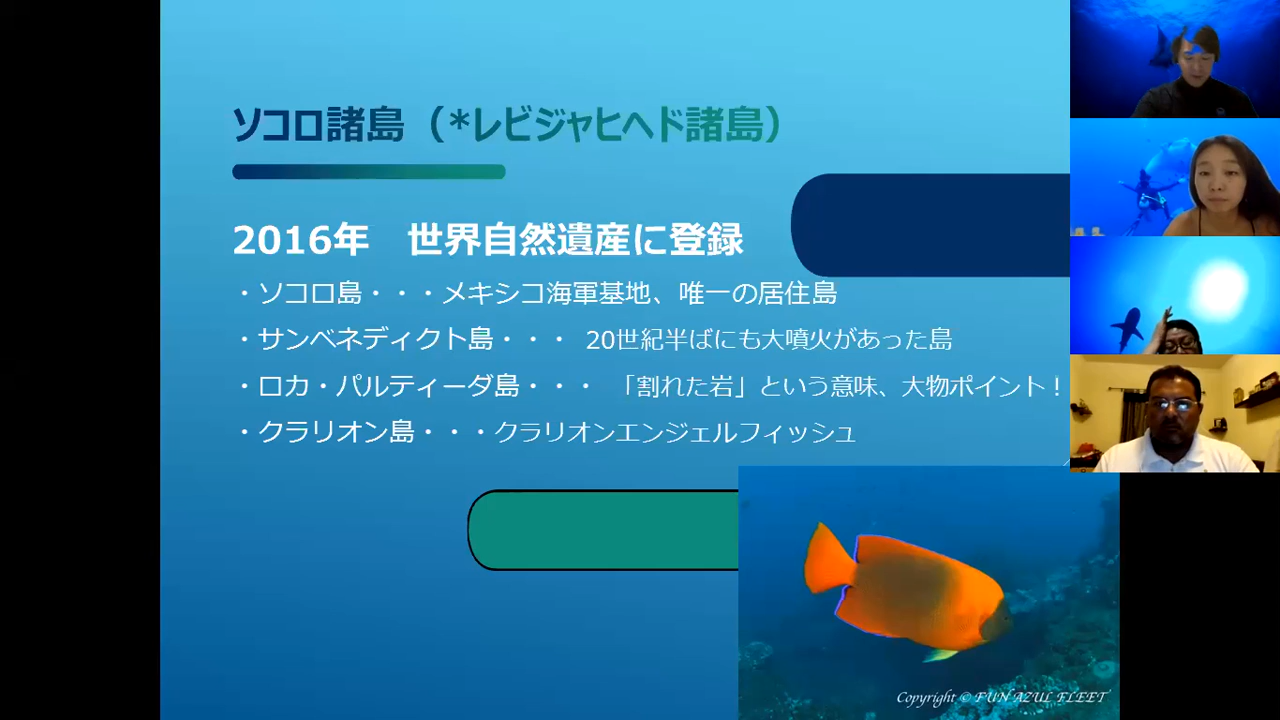 ソコロ諸島（*レビジャヒヘド諸島）
2016年　世界自然遺産に登録
・ソコロ島・・・メキシコ海軍基地、唯一の居住島
・サンベネディクト島・・・ 20世紀半ばにも大噴火があった島
・ロカ・パルティーダ島・・・ 「割れた岩」という意味、大物ポイント！
・クラリオン島・・・クラリオンエンジェルフィッシュ
Copyright © FUN AZUL FLEET